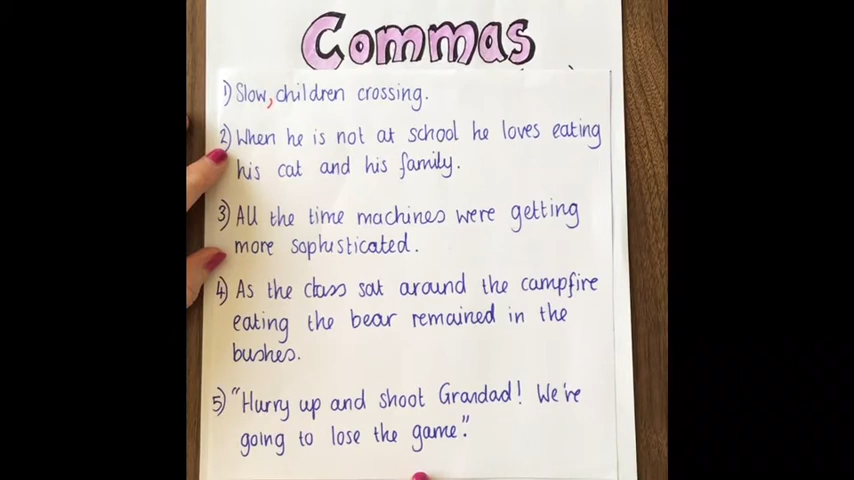 Commas
1) Slow, children crossing.
2) When he is not at school he loves eating
his cat and his family.
3) All the time machines were getting
more sophisticated.
4) As the class sat around the campfire
eating the bear remained in the
bushes.
5) "Hurry up and shoot Grandad! We're
going to lose the game."